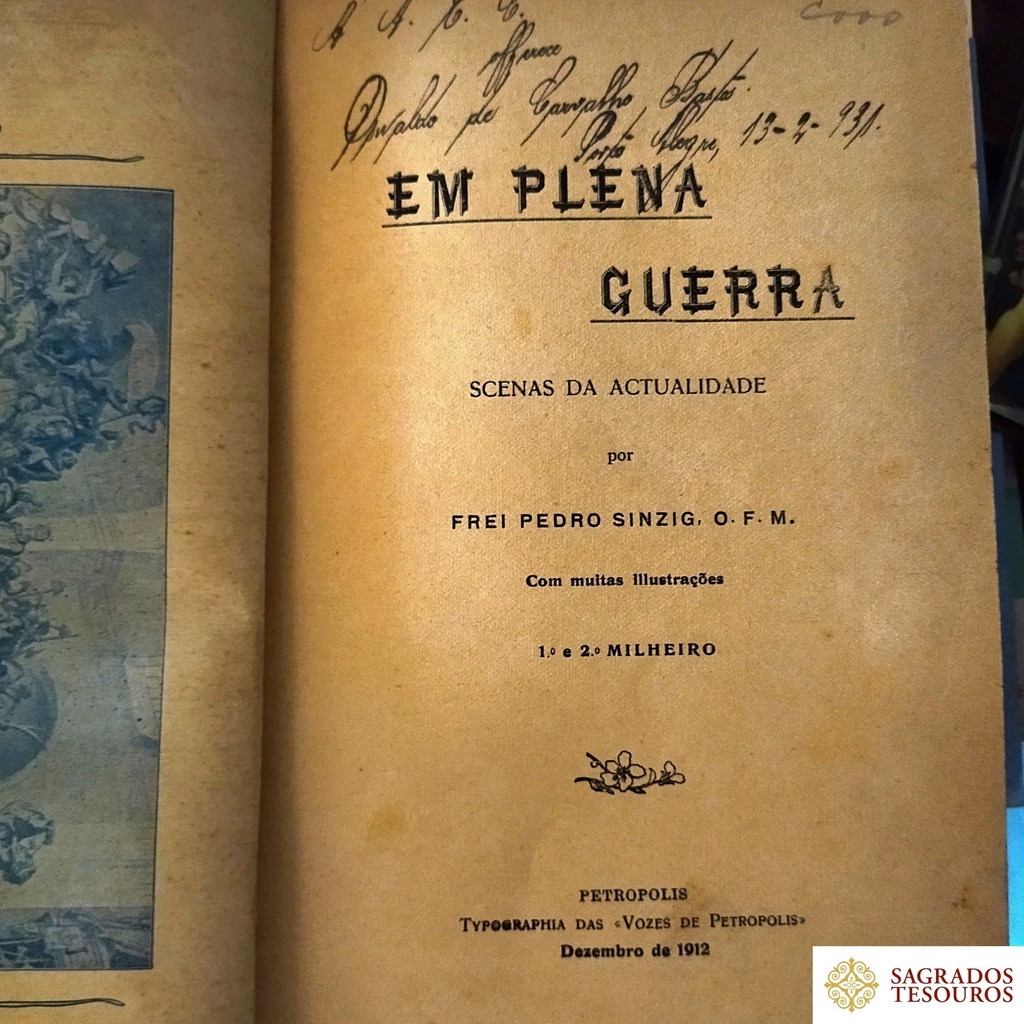 A A. C. C.
offerece
Oswaldo de Carvalho Bastos.
Porto Alegre, 13-2-931.
EM PLENA
GUERRA
SCENAS DA ACTUALIDADE
por
FREI PEDRO SINZIG, O. F. M.
Com muitas illustrações
1.º e 2.º MILHEIRO
PETROPOLIS
TYPOGRAPHIA DAS «VOZES DE PETROPOLIS»
Dezembro de 1912
SAGRADOS
TESOUROS